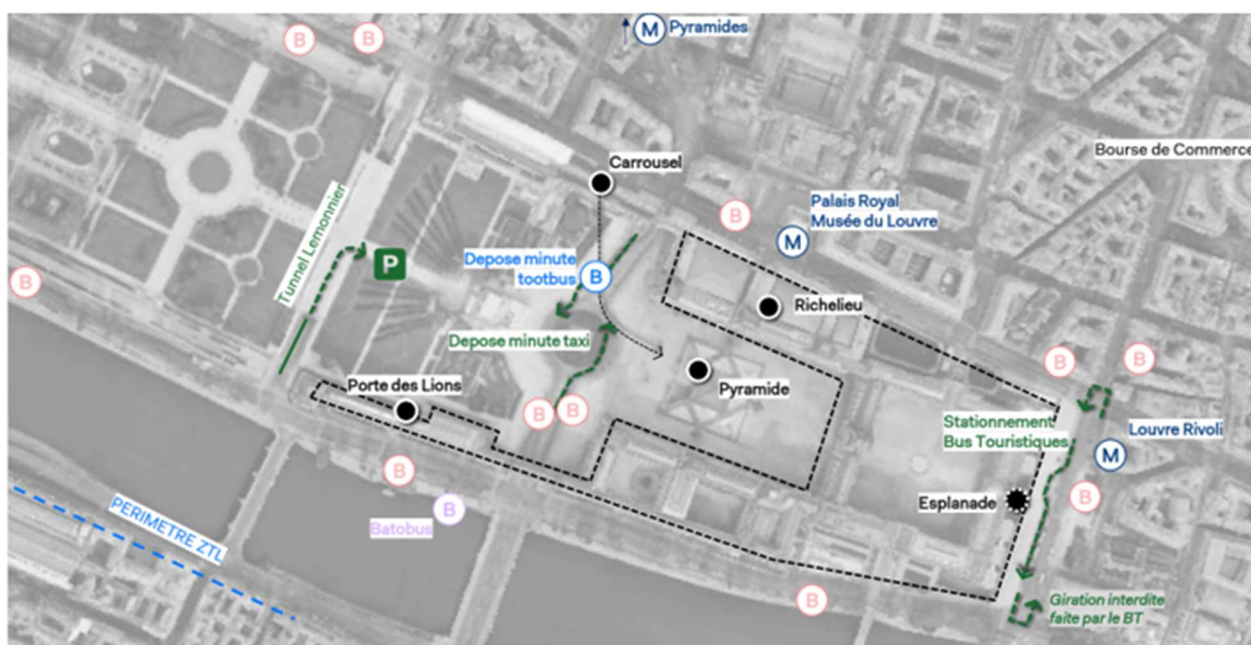 B
B
M
Pyramides
Bourse de Commerce
Carrousel
Palais Royal
Musée du Louvre
B
M
Tunnel Lemonnier
P
Depose minute
tootbus
B
B
Richelieu
Depose minute taxi
Pyramide
B
B
Porte des Lions
B
B
Stationnement
Bus Touristiques
Louvre Rivoli
M
B
B
Batobus
Esplanade
B
PERIMETRE ZTL
B
Giration interdite
faite par le BT